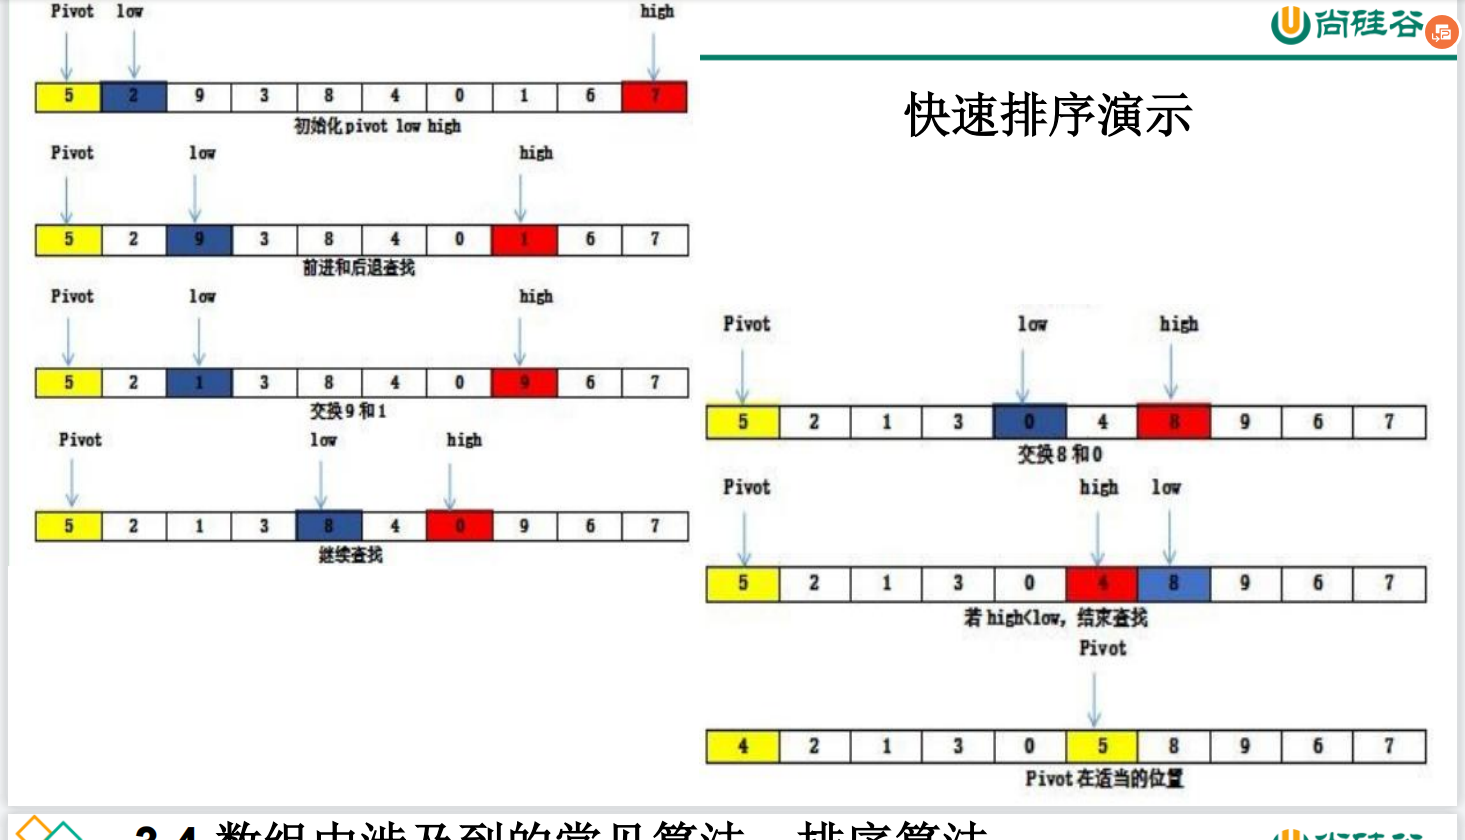 Pivot low high
5 2 9 3 8 4 0 1 6 7
初始化pivot low high
Pivot low high
5 2 9 3 8 4 0 1 6 7
前进和后退查找
Pivot low high
5 2 1 3 8 4 0 9 6 7
交换9和1
Pivot low high
5 2 1 3 8 4 0 9 6 7
继续查找
尚硅谷
快速排序演示
Pivot low high
5 2 1 3 0 4 8 9 6 7
交换8和0
Pivot high low
5 2 1 3 0 4 8 9 6 7
若high<low，结束查找
Pivot
4 2 1 3 0 5 8 9 6 7
Pivot在适当的位置
3.4 数组中涉及到的常见算法：排序算法